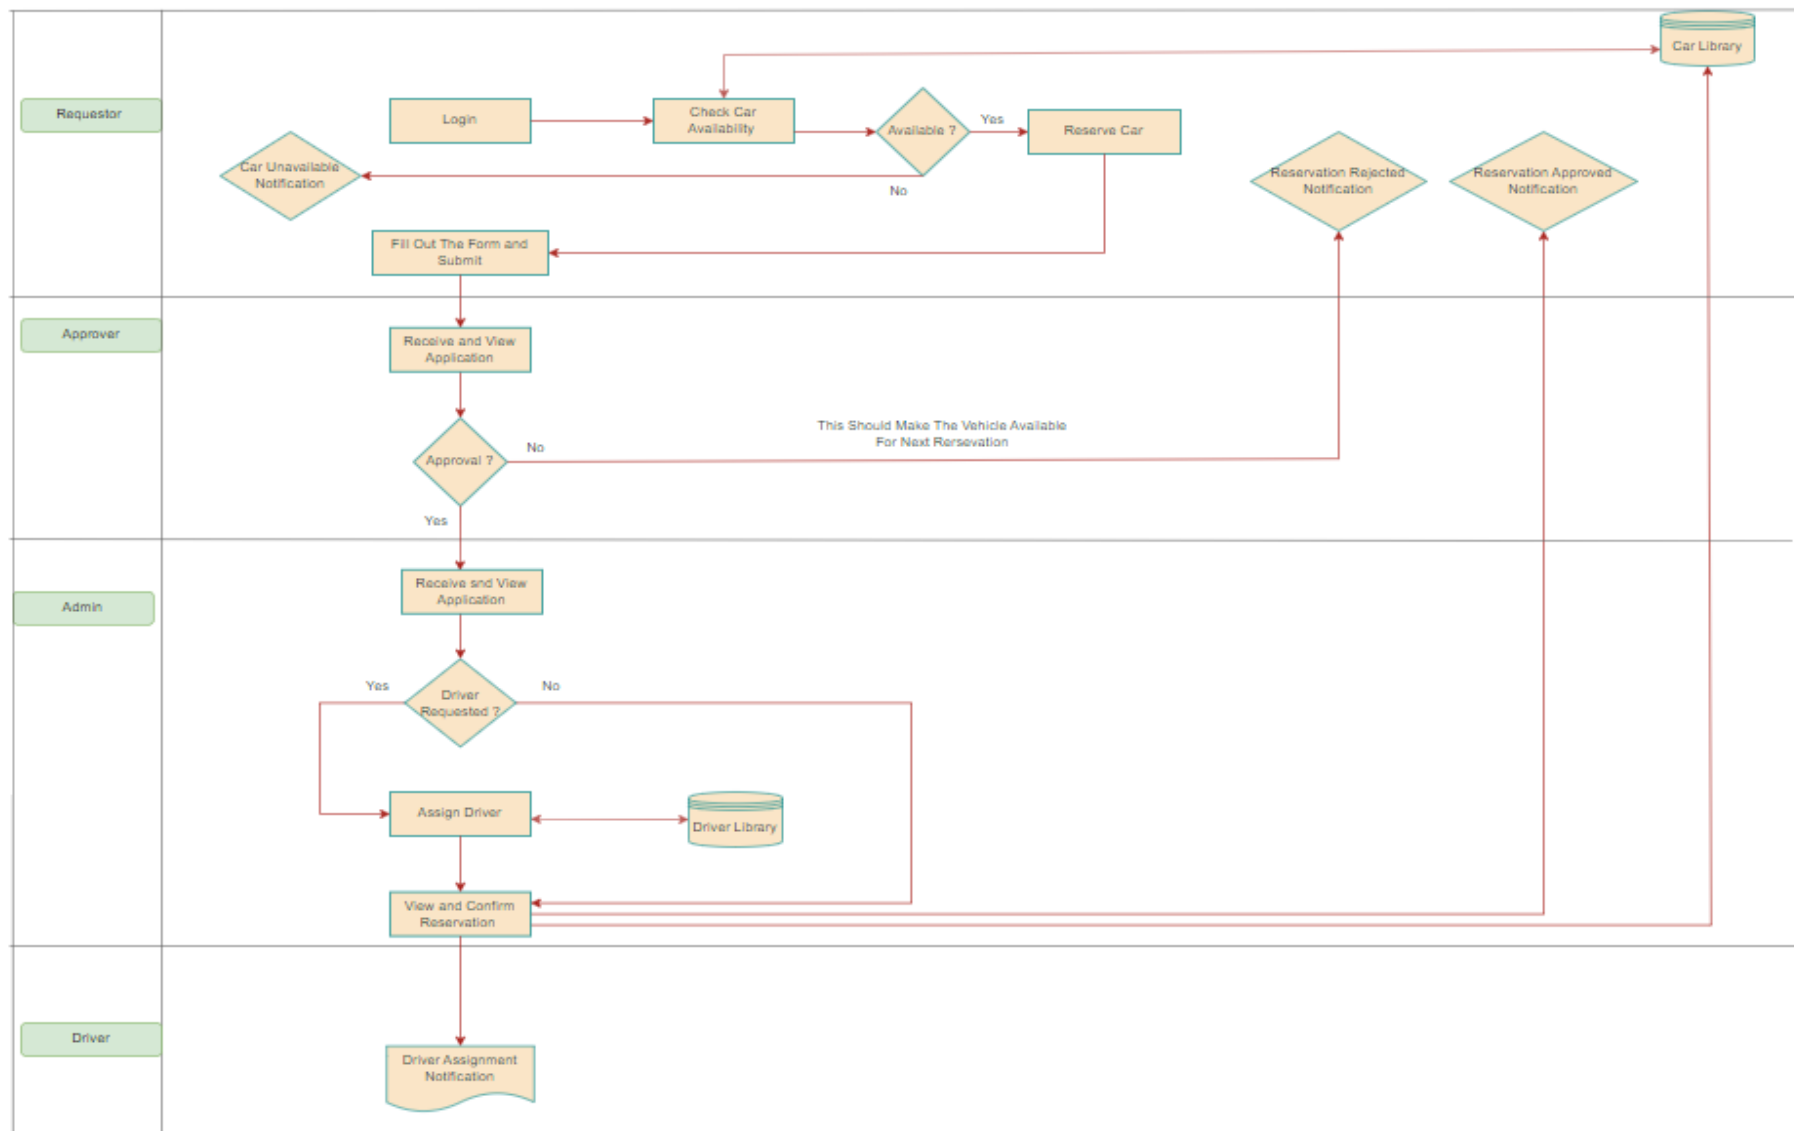 Car Library
Requestor
Login
Check Car
Availability
Available ?
Yes
Reserve Car
Car Unavailable
Notification
No
Reservation Rejected
Notification
Reservation Approved
Notification
Fill Out The Form and
Submit
Approver
Receive and View
Application
Approval ?
No
This Should Make The Vehicle Available
For Next Rersevation
Yes
Admin
Receive snd View
Application
Yes
Driver
Requested ?
No
Assign Driver
Driver Library
View and Confirm
Reservation
Driver
Driver Assignment
Notification